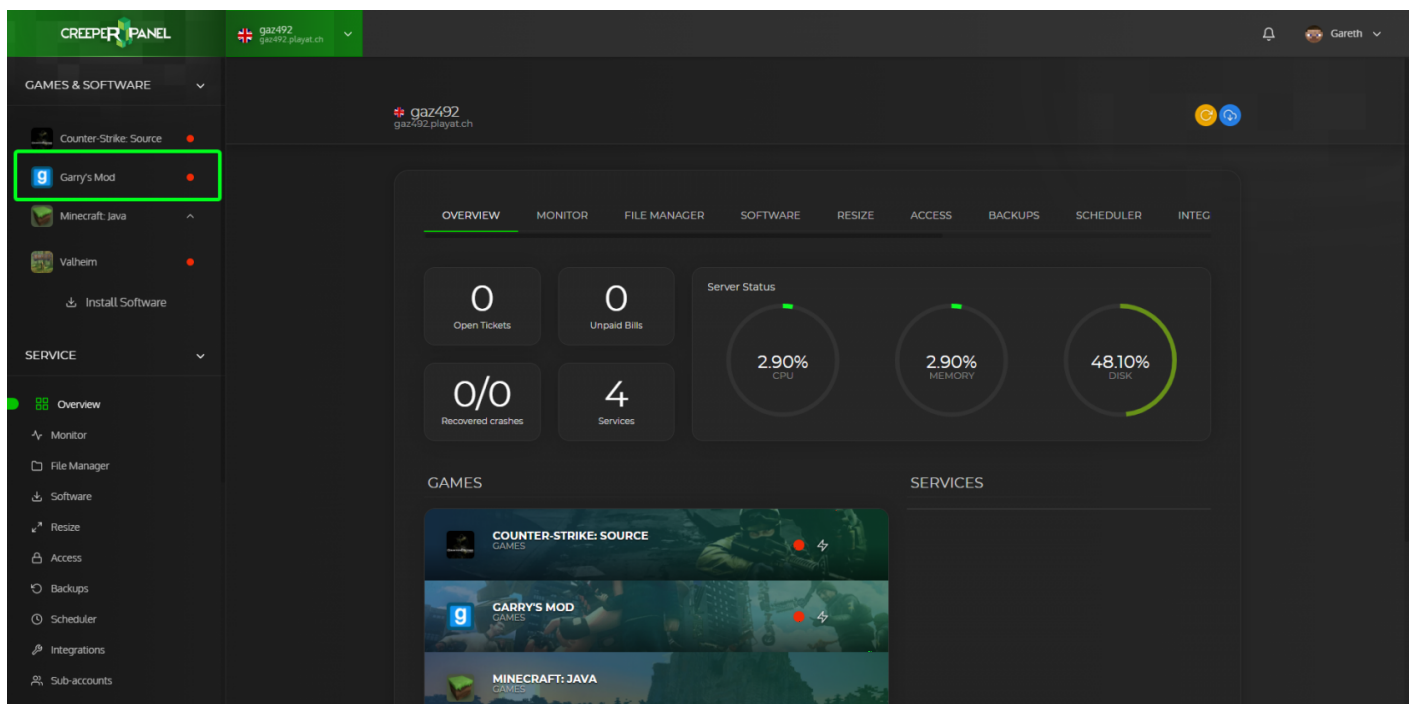 CREEPER PANEL
gaz492
gaz492.playat.ch
Gareth
GAMES & SOFTWARE
Counter-Strike: Source
g Garry's Mod
Minecraft: Java
Valheim
Install Software
SERVICE
Overview
Monitor
File Manager
Software
Resize
Access
Backups
Scheduler
Integrations
Sub-accounts
gaz492
gaz492.playat.ch
OVERVIEW MONITOR FILE MANAGER SOFTWARE RESIZE ACCESS BACKUPS SCHEDULER INTEG
0
Open Tickets
0
Unpaid Bills
0/0
Recovered crashes
4
Services
Server Status
2.90%
CPU
2.90%
MEMORY
48.10%
DISK
GAMES
COUNTER-STRIKE: SOURCE
GAMES
g
GARRY'S MOD
GAMES
MINECRAFT: JAVA
GAMES
SERVICES